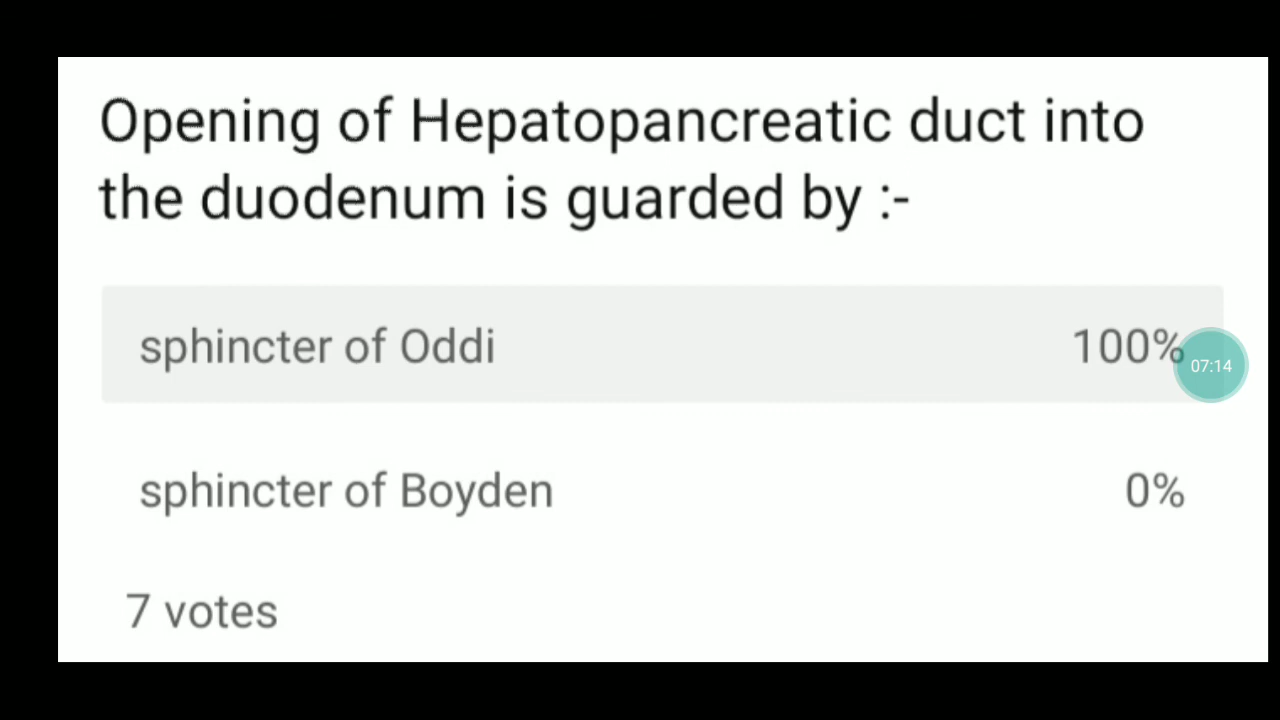 Opening of Hepatopancreatic duct into
the duodenum is guarded by :-
sphincter of Oddi 100%
07:14
sphincter of Boyden 0%
7 votes